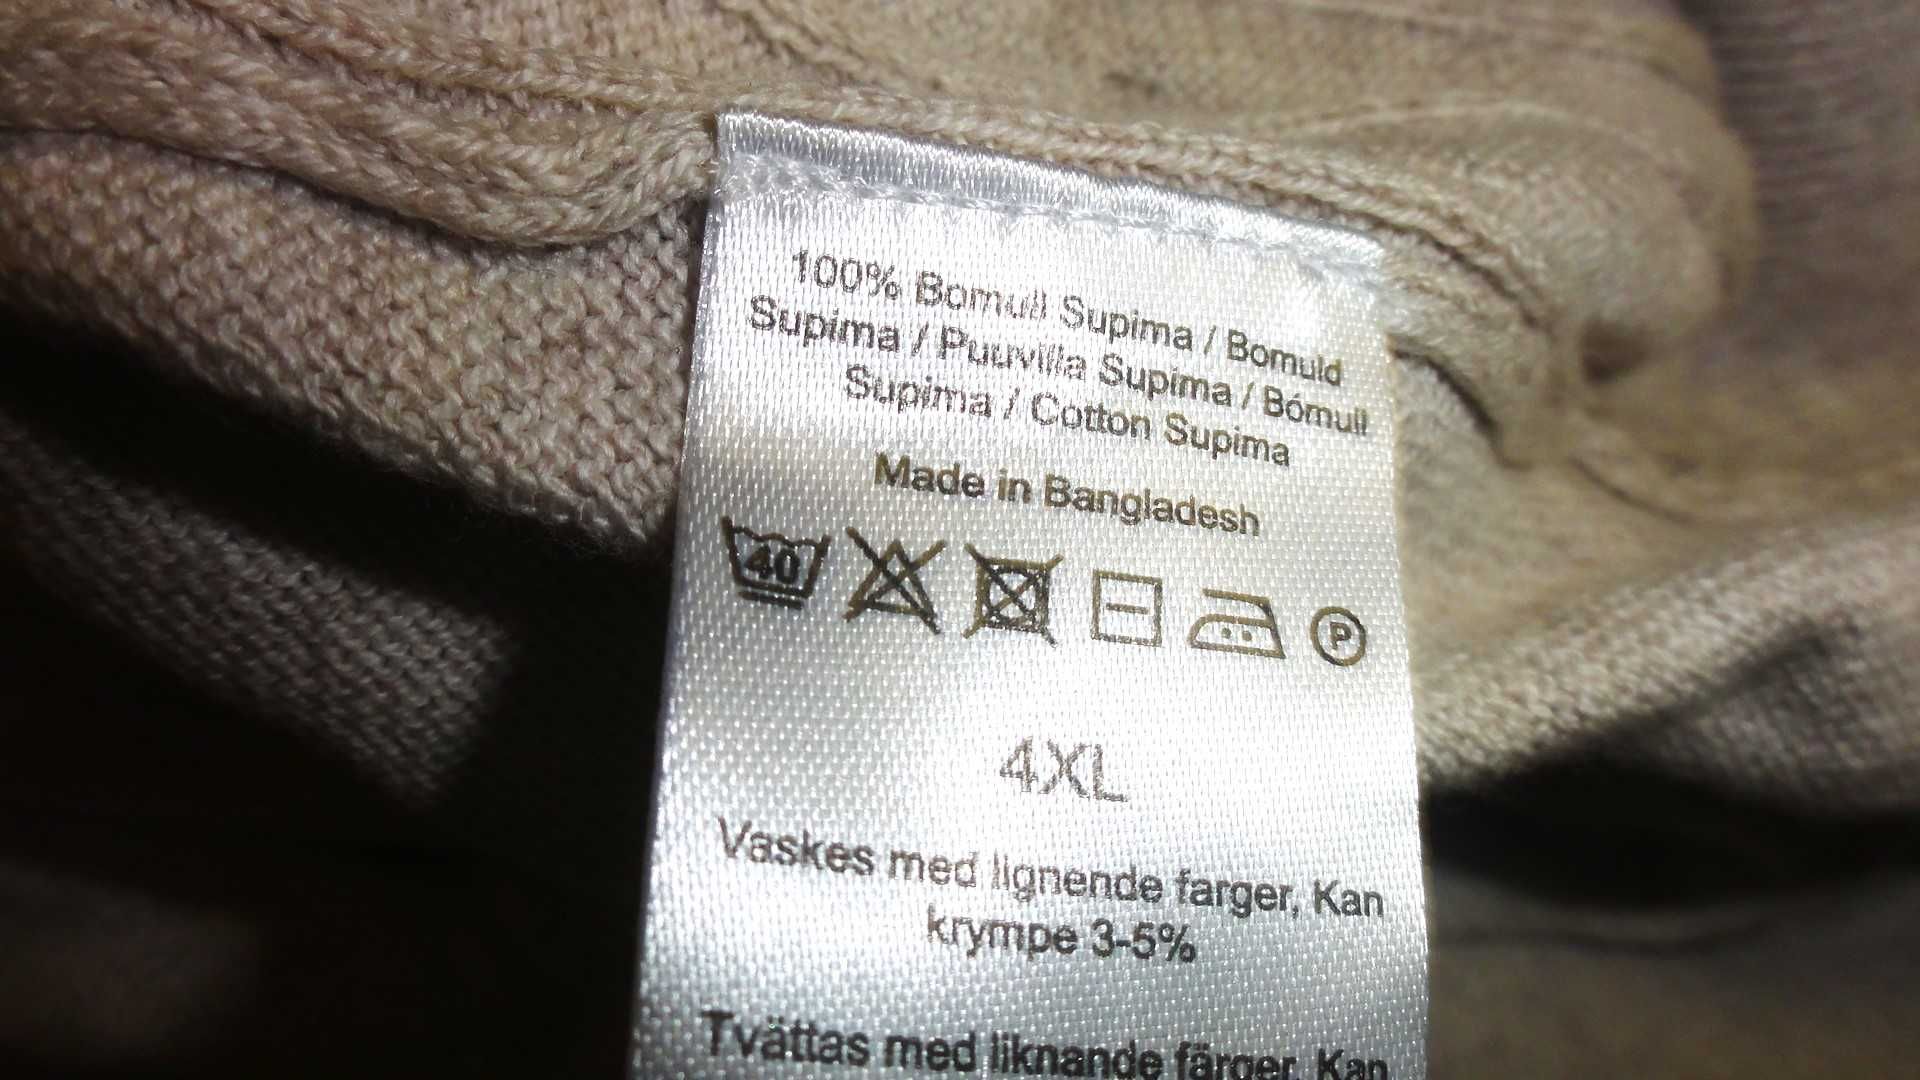 100% Bomull Supima / Bomuld
Supima / Puuvilla Supima / Bómull
Supima / Cotton Supima
Made in Bangladesh
40
P
4XL
Vaskes med lignende farger, Kan
krympe 3-5%
Tvättas med liknande färger. Kan